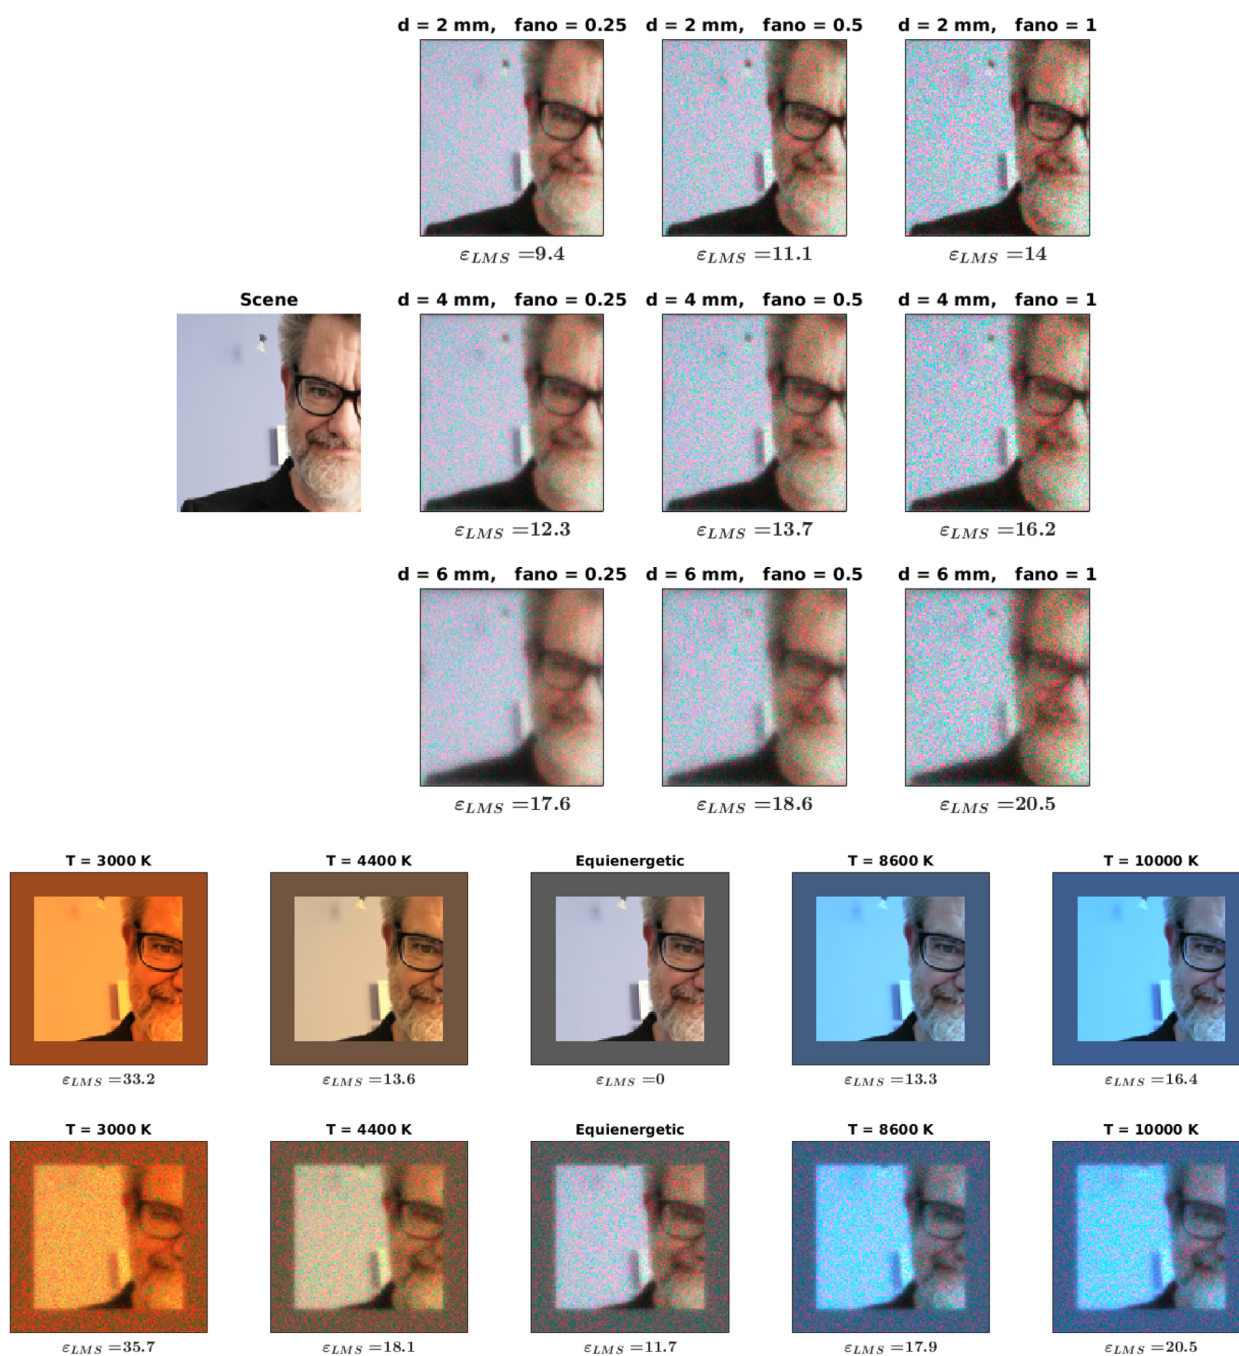 d = 2 mm, fano = 0.25 d = 2 mm, fano = 0.5 d = 2 mm, fano = 1
ε_LMS =9.4 ε_LMS =11.1 ε_LMS =14
Scene d = 4 mm, fano = 0.25 d = 4 mm, fano = 0.5 d = 4 mm, fano = 1
ε_LMS =12.3 ε_LMS =13.7 ε_LMS =16.2
d = 6 mm, fano = 0.25 d = 6 mm, fano = 0.5 d = 6 mm, fano = 1
ε_LMS =17.6 ε_LMS =18.6 ε_LMS =20.5
T = 3000 K T = 4400 K Equienergetic T = 8600 K T = 10000 K
ε_LMS =33.2 ε_LMS =13.6 ε_LMS =0 ε_LMS =13.3 ε_LMS =16.4
T = 3000 K T = 4400 K Equienergetic T = 8600 K T = 10000 K
ε_LMS =35.7 ε_LMS =18.1 ε_LMS =11.7 ε_LMS =17.9 ε_LMS =20.5